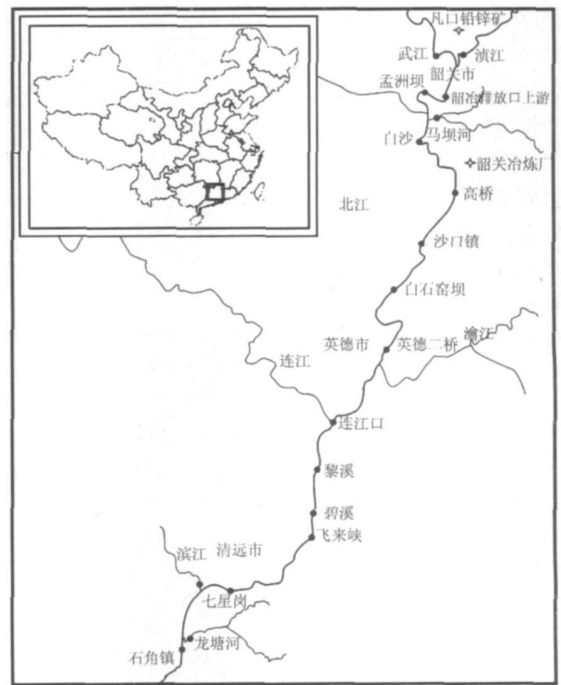 凡口铅锌矿
武江
浈江
韶关市
孟洲坝
韶冶排放口上游
马坝河
白沙
韶关冶炼厂
北江
高桥
沙口镇
白石窑坝
滃江
英德市
英德二桥
连江
连江口
黎溪
碧溪
飞来峡
滨江
清远市
七星岗
龙塘河
石角镇